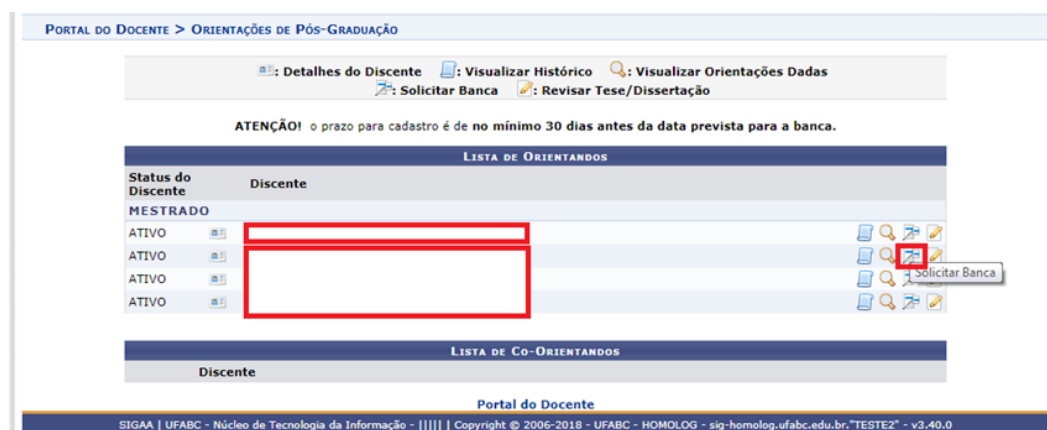 PORTAL DO DOCENTE > ORIENTAÇÕES DE PÓS-GRADUAÇÃO
: Detalhes do Discente : Visualizar Histórico : Visualizar Orientações Dadas
: Solicitar Banca : Revisar Tese/Dissertação
ATENÇÃO! o prazo para cadastro é de no mínimo 30 dias antes da data prevista para a banca.
LISTA DE ORIENTANDOS
Status do Discente Discente
MESTRADO
ATIVO
ATIVO
Solicitar Banca
ATIVO
ATIVO
LISTA DE CO-ORIENTANDOS
Discente
Portal do Docente
SIGAA | UFABC - Núcleo de Tecnologia da Informação - ||||| | Copyright © 2006-2018 - UFABC - HOMOLOG - sig-homolog.ufabc.edu.br."TESTE2" - v3.40.0